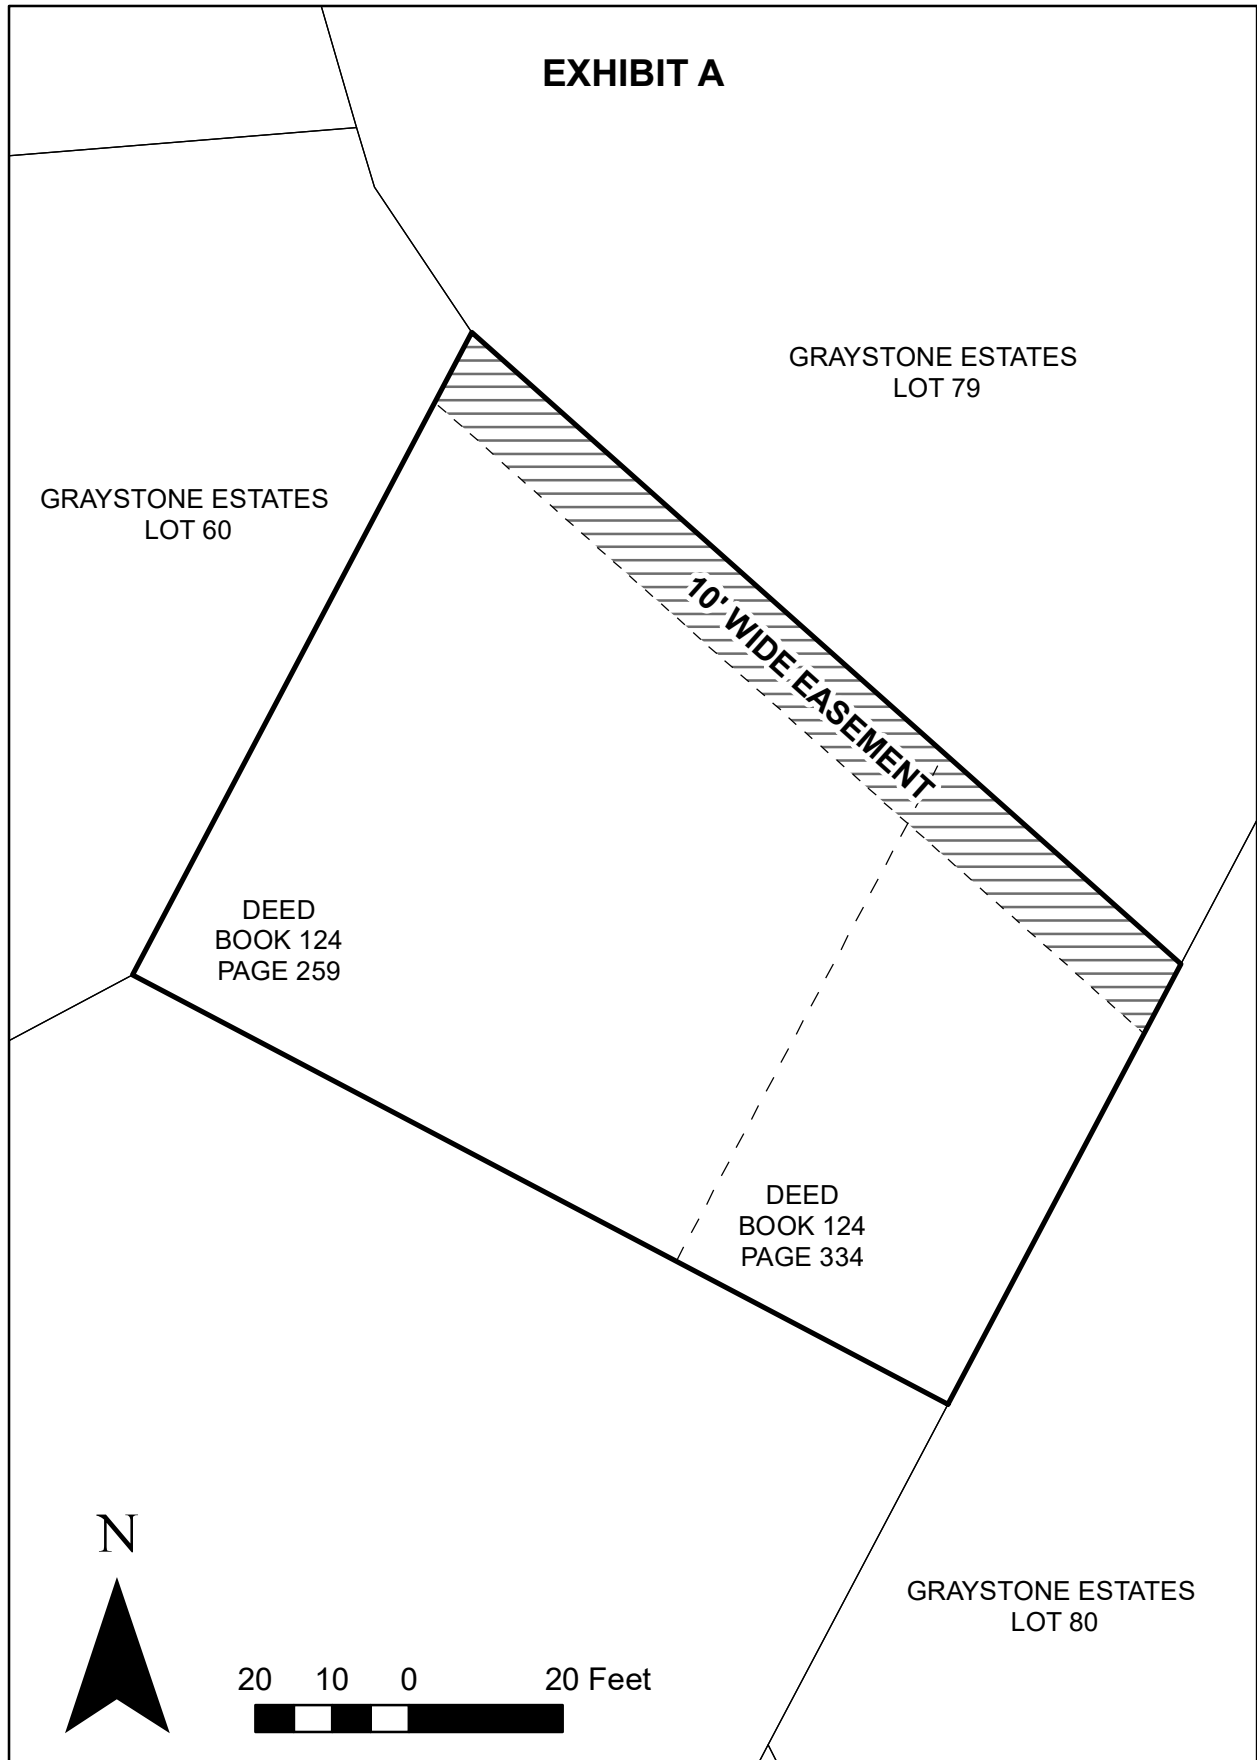 EXHIBIT A
GRAYSTONE ESTATES
LOT 79
GRAYSTONE ESTATES
LOT 60
10' WIDE EASEMENT
DEED
BOOK 124
PAGE 259
DEED
BOOK 124
PAGE 334
N
GRAYSTONE ESTATES
LOT 80
20 10 0 20 Feet